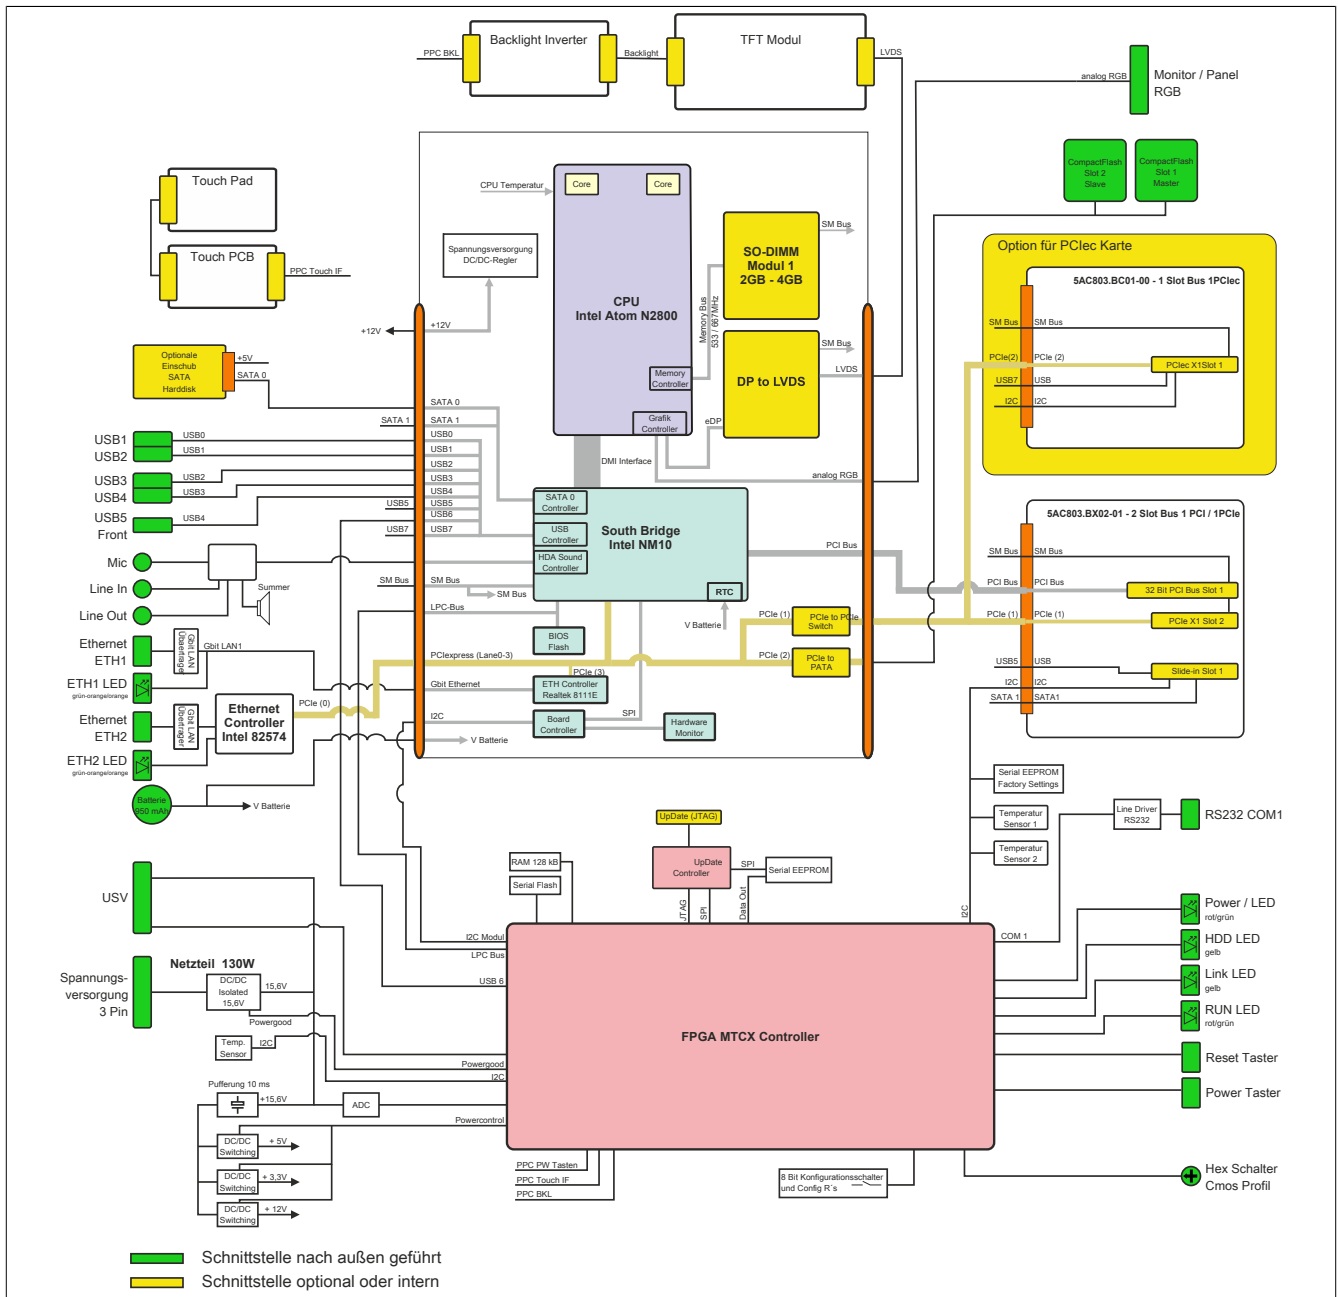 Backlight Inverter
TFT Modul
PPC BKL
Backlight
LVDS
analog RGB
Monitor / Panel
RGB
CompactFlash
Slot 2
Slave
CompactFlash
Slot 1
Master
Touch Pad
Touch PCB
PPC Touch IF
CPU Temperatur
Core
Core
Spannungsversorgung
DC/DC-Regler
CPU
Intel Atom N2800
Memory
Controller
Grafik
Controller
Memory Bus
533 / 667MHz
SO-DIMM
Modul 1
2GB - 4GB
SM Bus
DP to LVDS
SM Bus
LVDS
eDP
DMI Interface
analog RGB
Option für PCIec Karte
5AC803.BC01-00 - 1 Slot Bus 1PCIec
SM Bus
SM Bus
PCIe(2)
PCIe (2)
PCIec X1Slot 1
USB7
USB
I2C
I2C
+12V
+12V
Optionale
Einschub
SATA
Harddisk
+5V
SATA 0
SATA 0
SATA 1
SATA 1
USB1
USB0
USB0
USB2
USB1
USB1
USB3
USB2
USB2
USB4
USB3
USB3
USB5
Front
USB4
USB4
USB5
USB5
USB6
USB7
USB7
Mic
Line In
Line Out
Summer
SM Bus
SM Bus
SM Bus
LPC-Bus
SATA 0
Controller
USB
Controller
HDA Sound
Controller
South Bridge
Intel NM10
RTC
V Batterie
PCI Bus
BIOS
Flash
PCIe (1)
PCIe to PCIe
Switch
PCIe (2)
PCIe to
PATA
PCIexpress (Lane0-3)
PCIe (3)
Gbit Ethernet
ETH Controller
Realtek 8111E
I2C
Board
Controller
SPI
Hardware
Monitor
V Batterie
5AC803.BX02-01 - 2 Slot Bus 1 PCI / 1PCIe
SM Bus
SM Bus
PCI Bus
PCI Bus
32 Bit PCI Bus Slot 1
PCIe (1)
PCIe (1)
PCIe X1 Slot 2
USB5
USB
Slide-in Slot 1
I2C
I2C
SATA 1
SATA1
Ethernet
ETH1
Gbit LAN
Übaerträger
Gbit LAN1
ETH1 LED
grün-orange/orange
Ethernet
ETH2
Gbit LAN
Übertrager
Ethernet
Controller
Intel 82574
PCIe (0)
ETH2 LED
grün-orange/orange
Batterie
950 mAh
V Batterie
Serial EEPROM
Factory Settings
Temperatur
Sensor 1
Temperatur
Sensor 2
Line Driver
RS232
RS232 COM1
UpDate (JTAG)
UpDate
Controller
SPI
Serial EEPROM
RAM 128 kB
Serial Flash
JTAG
SPI
Data Out
I2C
USV
I2C Modul
LPC Bus
USB 6
COM 1
Power / LED
rot/grün
HDD LED
gelb
Link LED
gelb
RUN LED
rot/grün
Reset Taster
Power Taster
Spannungs-
versorgung
3 Pin
Netzteil 130W
DC/DC
Isolated
15,6V
15,6V
Powergood
Temp.
Sensor
I2C
FPGA MTCX Controller
Powergood
I2C
Pufferung 10 ms
+15,6V
ADC
Powercontrol
DC/DC
Switching
+ 5V
DC/DC
Switching
+ 3,3V
DC/DC
Switching
+ 12V
PPC PW Tasten
PPC Touch IF
PPC BKL
8 Bit Konfigurationsschalter
und Config R´s
Hex Schalter
Cmos Profil
Schnittstelle nach außen geführt
Schnittstelle optional oder intern